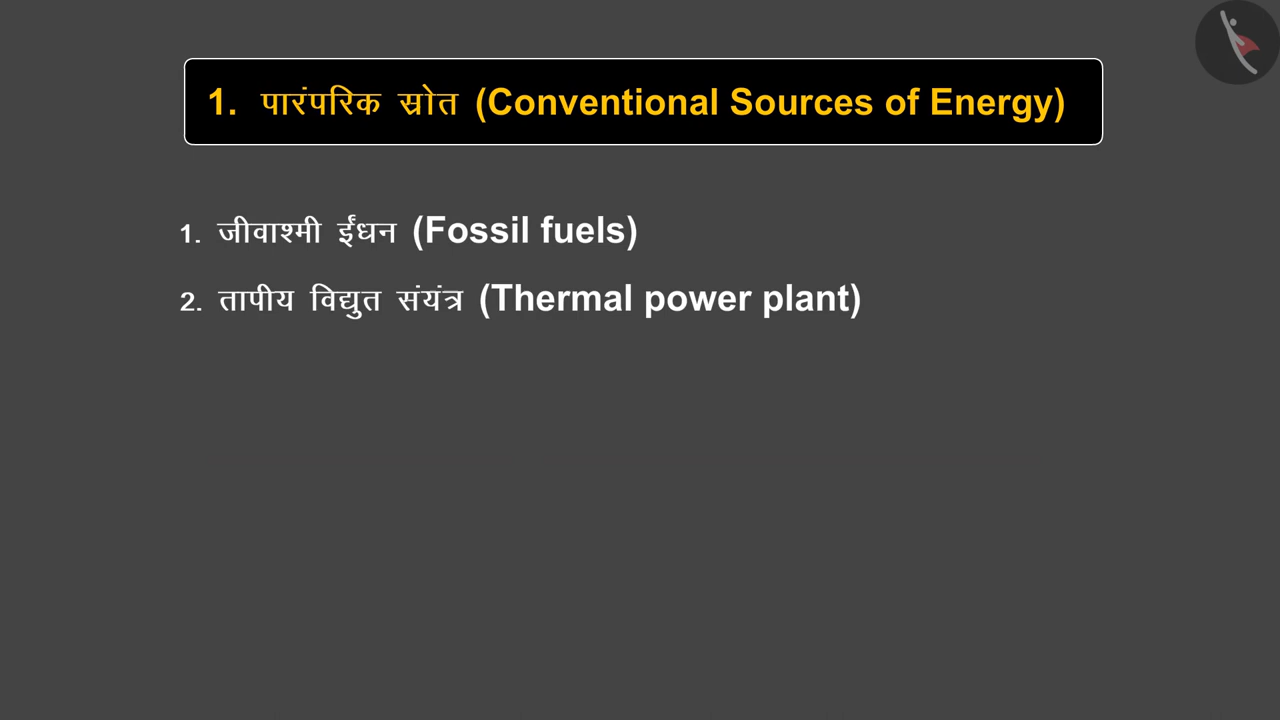 1. पारंपरिक स्रोत (Conventional Sources of Energy)
1. जीवाश्मी ईंधन (Fossil fuels)
2. तापीय विद्युत संयंत्र (Thermal power plant)